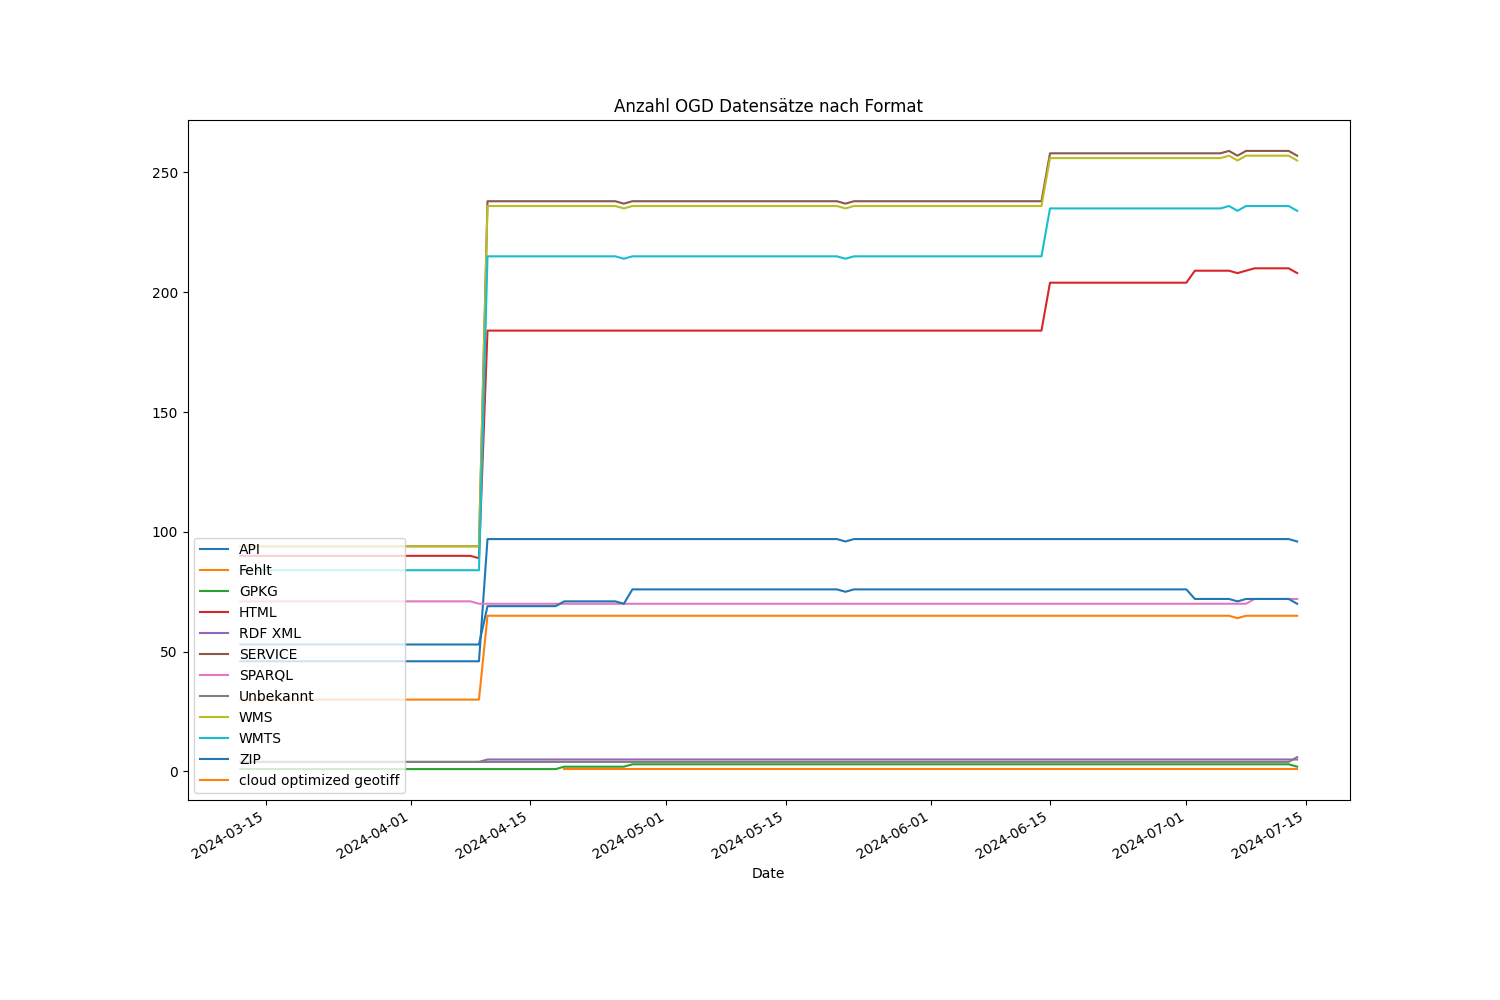 Anzahl OGD Datensätze nach Format
250
200
150
100
50
0
API
Fehlt
GPKG
HTML
RDF XML
SERVICE
SPARQL
Unbekannt
WMS
WMTS
ZIP
cloud optimized geotiff
2024-03-15
2024-04-01
2024-04-15
2024-05-01
2024-05-15
2024-06-01
2024-06-15
2024-07-01
2024-07-15
Date